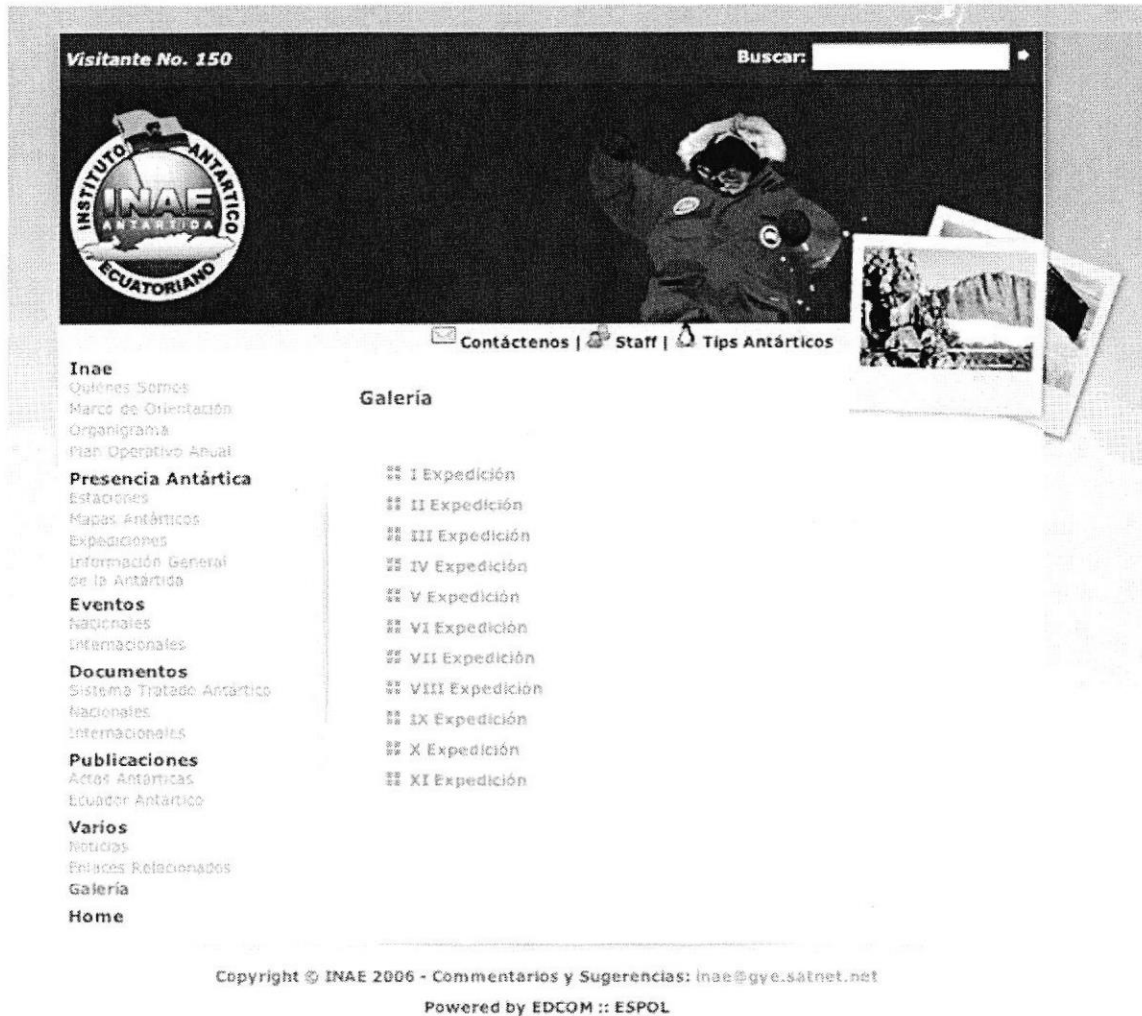 Visitante No. 150
Buscar:
INSTITUTO ANTARTICO
INAE
ANTARTIDA
ECUATORIANO
Contáctenos | Staff | Tips Antárticos
Inae
Quiénes Somos
Marco de Orientación
Organigrama
Plan Operativo Anual
Presencia Antártica
Estaciones
Mapas Antárticos
Expediciones
Información General
de la Antártida
Eventos
Nacionales
Internacionales
Documentos
Sistema Tratado Antártico
Nacionales
Internacionales
Publicaciones
Actas Antárticas
Ecuador Antártico
Varios
Noticias
Enlaces Relacionados
Galería
Home
Galería
I Expedición
II Expedición
III Expedición
IV Expedición
V Expedición
VI Expedición
VII Expedición
VIII Expedición
IX Expedición
X Expedición
XI Expedición
Copyright © INAE 2006 - Commentarios y Sugerencias: inae@gye.satnet.net
Powered by EDCOM :: ESPOL